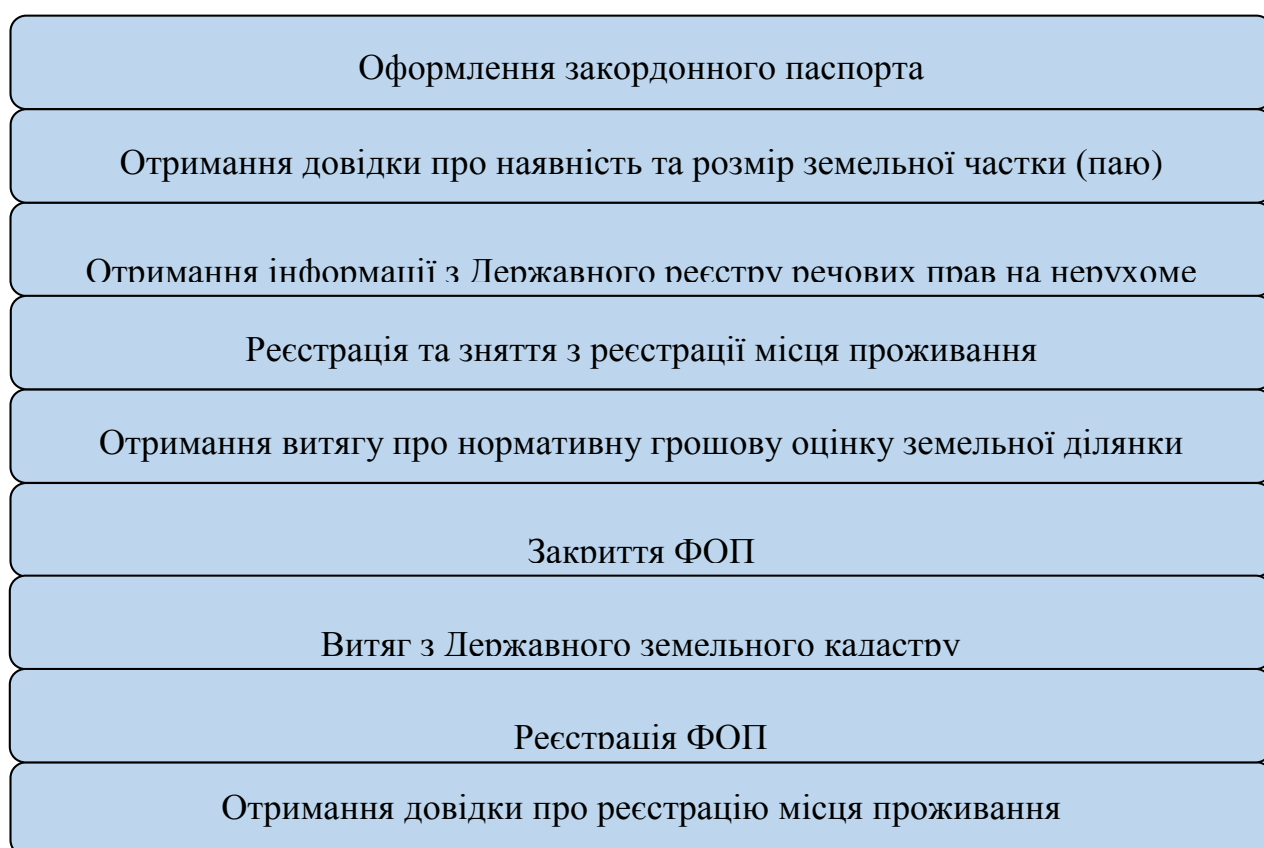 Оформлення закордонного паспорта
Отримання довідки про наявність та розмір земельної частки (паю)
Отримання інформації з Державного реєстру речових прав на нерухоме
Реєстрація та зняття з реєстрації місця проживання
Отримання витягу про нормативну грошову оцінку земельної ділянки
Закриття ФОП
Витяг з Державного земельного кадастру
Реєстрація ФОП
Отримання довідки про реєстрацію місця проживання